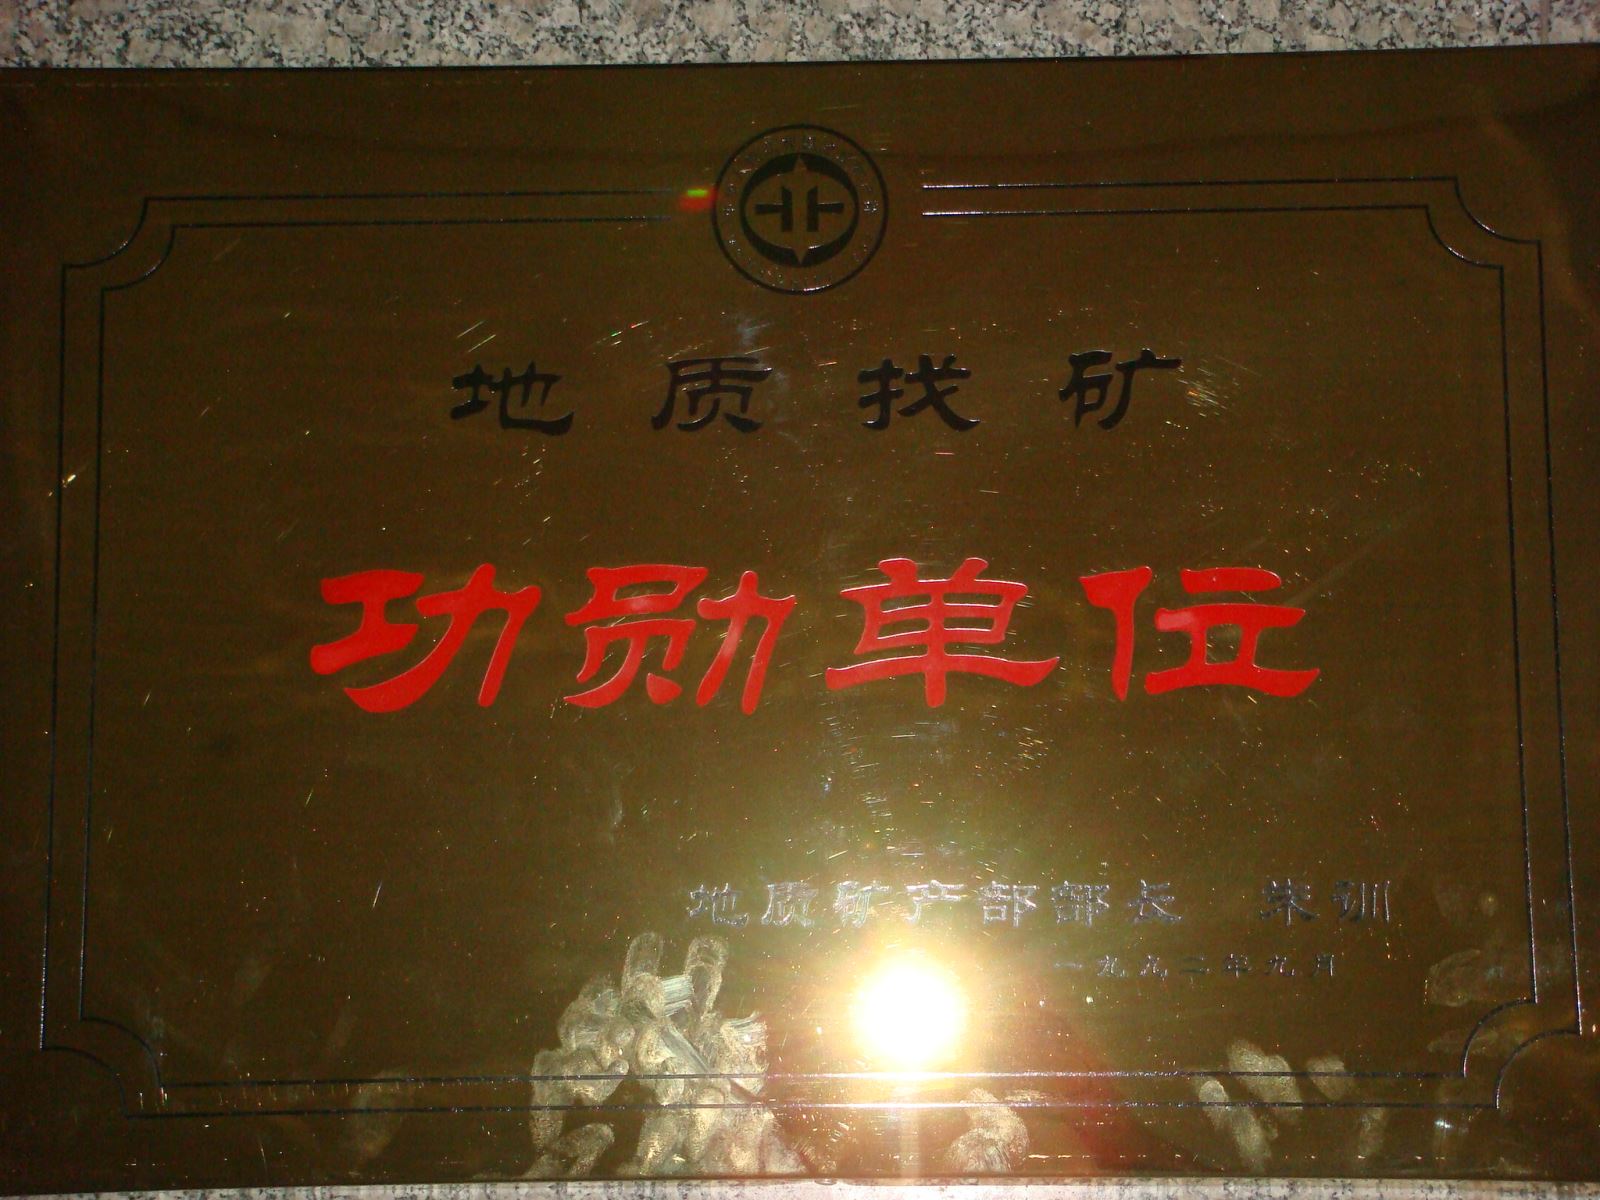 地质找矿
功勋单位
地质矿产部部长 朱训
一九九二年九月